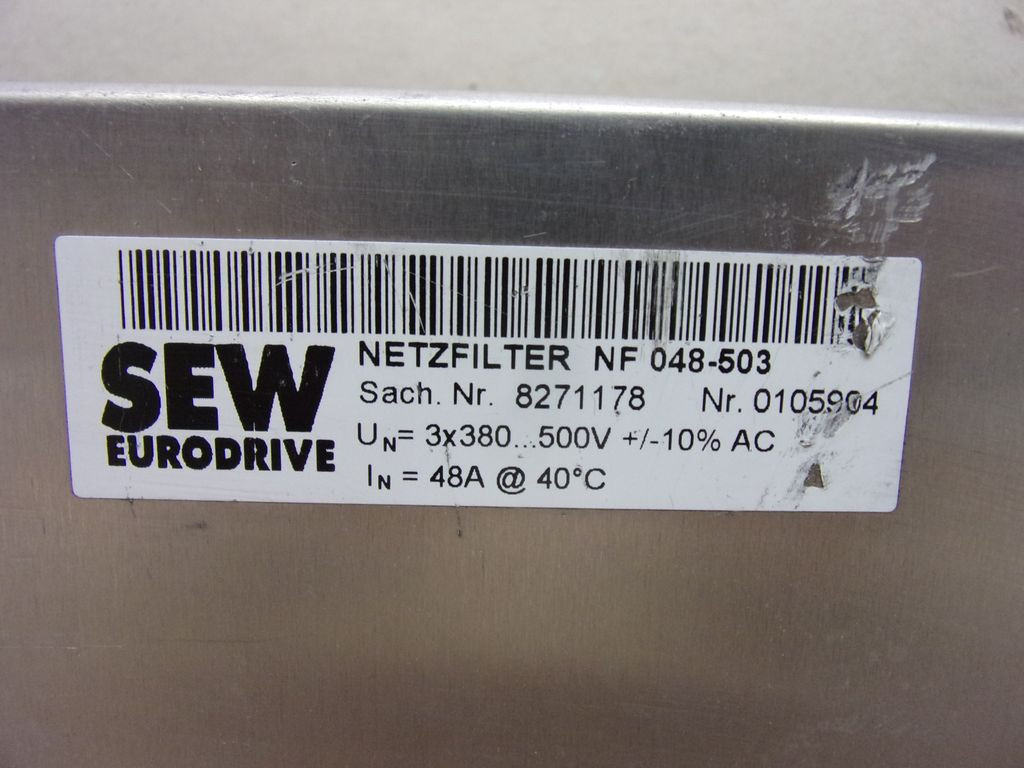 SEW
EURODRIVE
NETZFILTER NF 048-503
Sach. Nr. 8271178 Nr. 0105904
UN= 3x380...500V +/-10% AC
IN = 48A @ 40°C